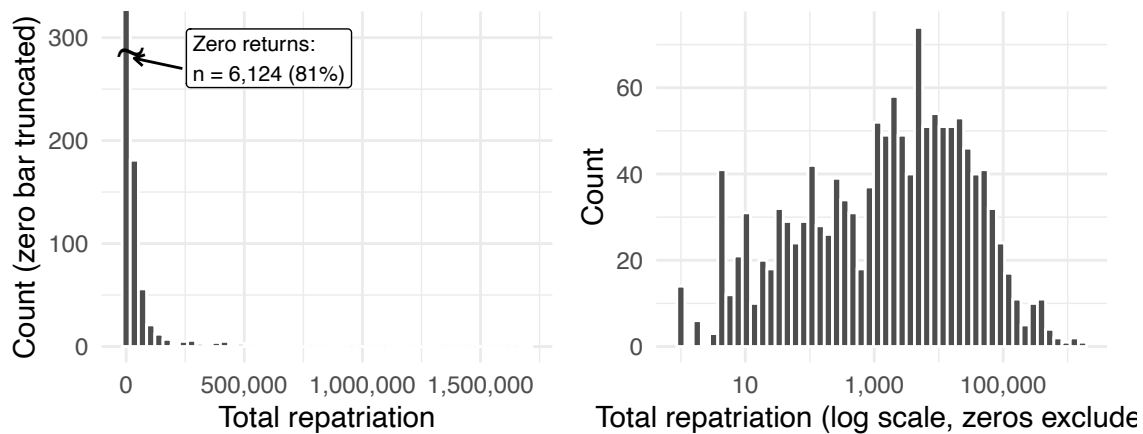 Count (zero bar truncated)
300
200
100
0
Zero returns:
n = 6,124 (81%)
0
500,000
1,000,000
1,500,000
Total repatriation
Count
60
40
20
0
10
1,000
100,000
Total repatriation (log scale, zeros exclude